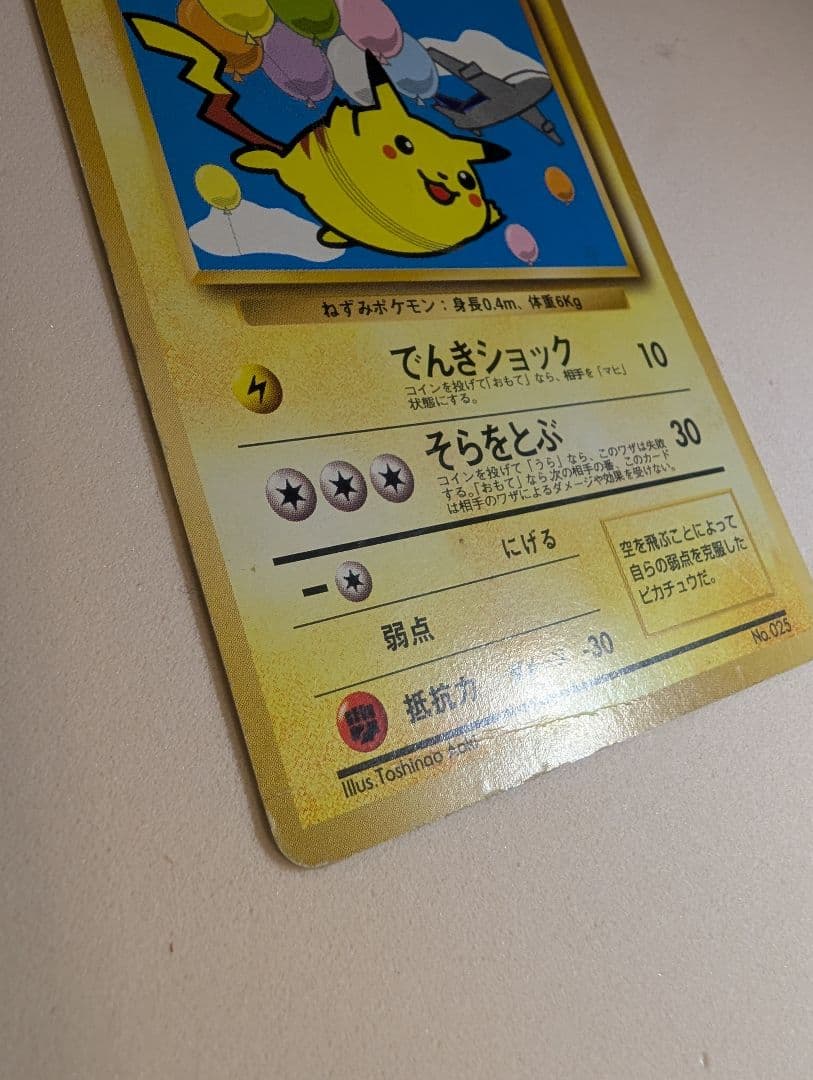 ねずみポケモン：身長0.4m、体重6Kg
でんきショック 10
コインを投げて「おもて」なら、相手を「マヒ」
状態にする。
そらをとぶ 30
コインを投げて「うら」なら、このワザは失敗
する。「おもて」なら次の相手の番、このカード
は相手のワザによるダメージや効果を受けない。
にげる
空を飛ぶことによって
自らの弱点を克服した
ピカチュウだ。
弱点
No.025
抵抗力 -30
Illus.Toshinao Aoki